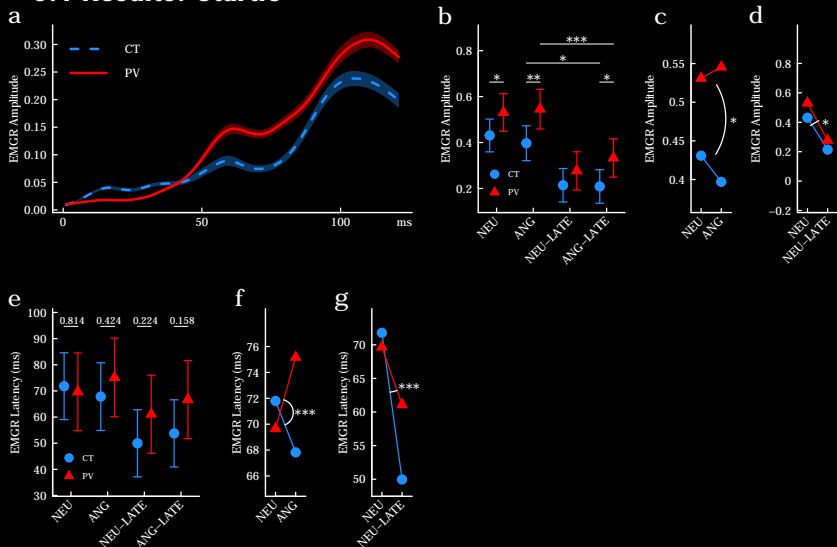 a
EMGR Amplitude
0.30
0.25
0.20
0.15
0.10
0.05
0.00
CT
PV
0
50
100
ms
b
EMGR Amplitude
0.8
0.6
0.4
0.2
*
**
*
***
*
CT
PV
NEU
ANG
NEU-LATE
ANG-LATE
c
EMGR Amplitude
0.55
0.5
0.45
0.4
*
NEU
ANG
d
EMGR Amplitude
0.8
0.6
0.4
0.2
0
-0.2
*
NEU
NEU-LATE
e
EMGR Latency (ms)
100
90
80
70
60
50
40
30
0.814
0.424
0.224
0.158
CT
PV
NEU
ANG
NEU-LATE
ANG-LATE
f
EMGR Latency (ms)
76
74
72
70
68
66
***
NEU
ANG
g
EMGR Latency (ms)
70
60
50
***
NEU
NEU-LATE